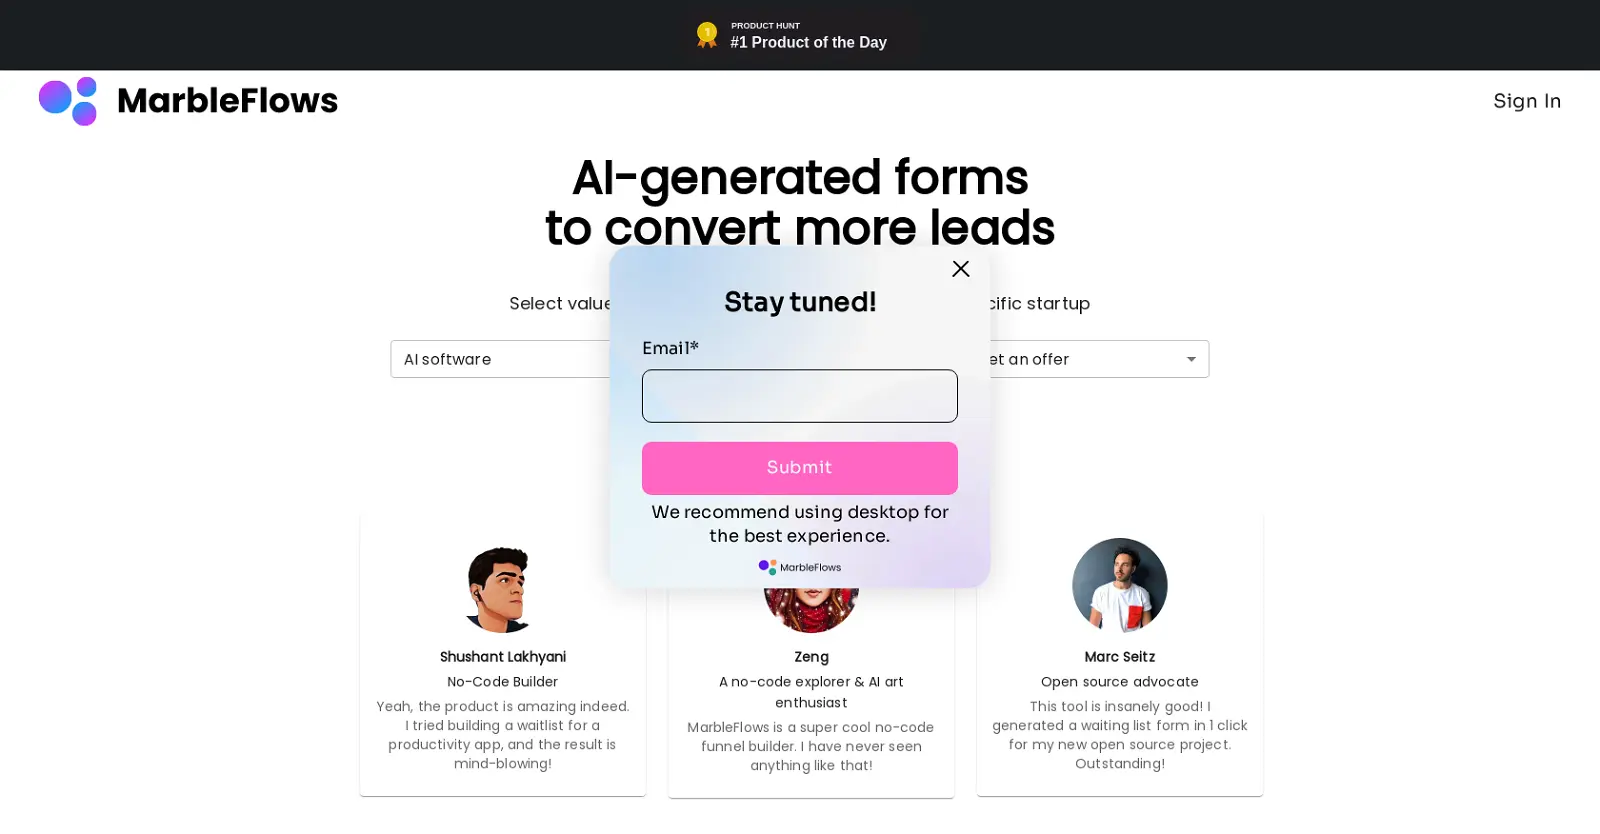 PRODUCT HUNT
#1 Product of the Day
MarbleFlows
Sign In
AI-generated forms
to convert more leads
Select value
cific startup
AI software
et an offer
Stay tuned!
Email*
Submit
We recommend using desktop for
the best experience.
MarbleFlows
Shushant Lakhyani
No-Code Builder
Yeah, the product is amazing indeed.
I tried building a waitlist for a
productivity app, and the result is
mind-blowing!
Zeng
A no-code explorer & AI art
enthusiast
MarbleFlows is a super cool no-code
funnel builder. I have never seen
anything like that!
Marc Seitz
Open source advocate
This tool is insanely good! I
generated a waiting list form in 1 click
for my new open source project.
Outstanding!